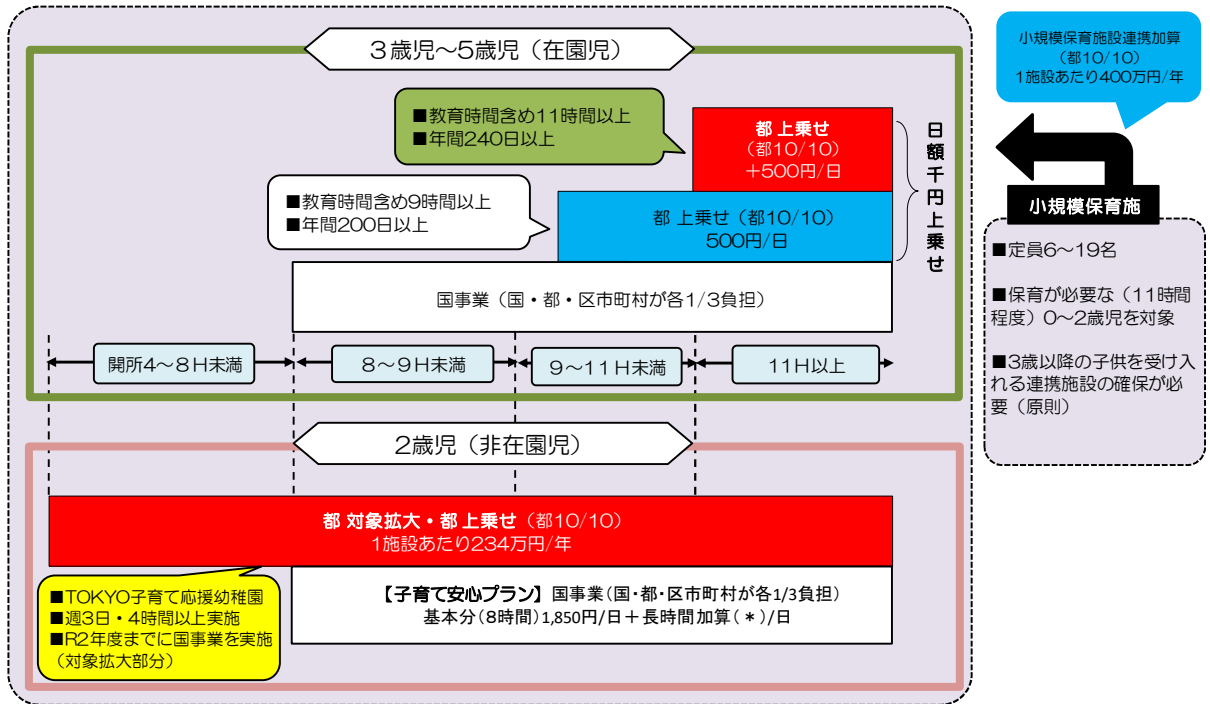 3歳児～5歳児（在園児）
■教育時間含め11時間以上
■年間240日以上
都 上乗せ
（都10/10）
＋500円/日
■教育時間含め9時間以上
■年間200日以上
都 上乗せ（都10/10）
500円/日
日額千円上乗せ
国事業（国・都・区市町村が各1/3負担）
開所4～8H未満
8～9H未満
9～11H未満
11H以上
2歳児（非在園児）
都 対象拡大・都 上乗せ（都10/10）
1施設あたり234万円/年
■TOKYO子育て応援幼稚園
■週3日・4時間以上実施
■R2年度までに国事業を実施
（対象拡大部分）
【子育て安心プラン】国事業（国・都・区市町村が各1/3負担）
基本分（8時間）1,850円/日＋長時間加算（＊）/日
小規模保育施設連携加算
（都10/10）
1施設あたり400万円/年
小規模保育施
■定員6～19名
■保育が必要な（11時間
程度）0～2歳児を対象
■3歳以降の子供を受け入
れる連携施設の確保が必
要（原則）